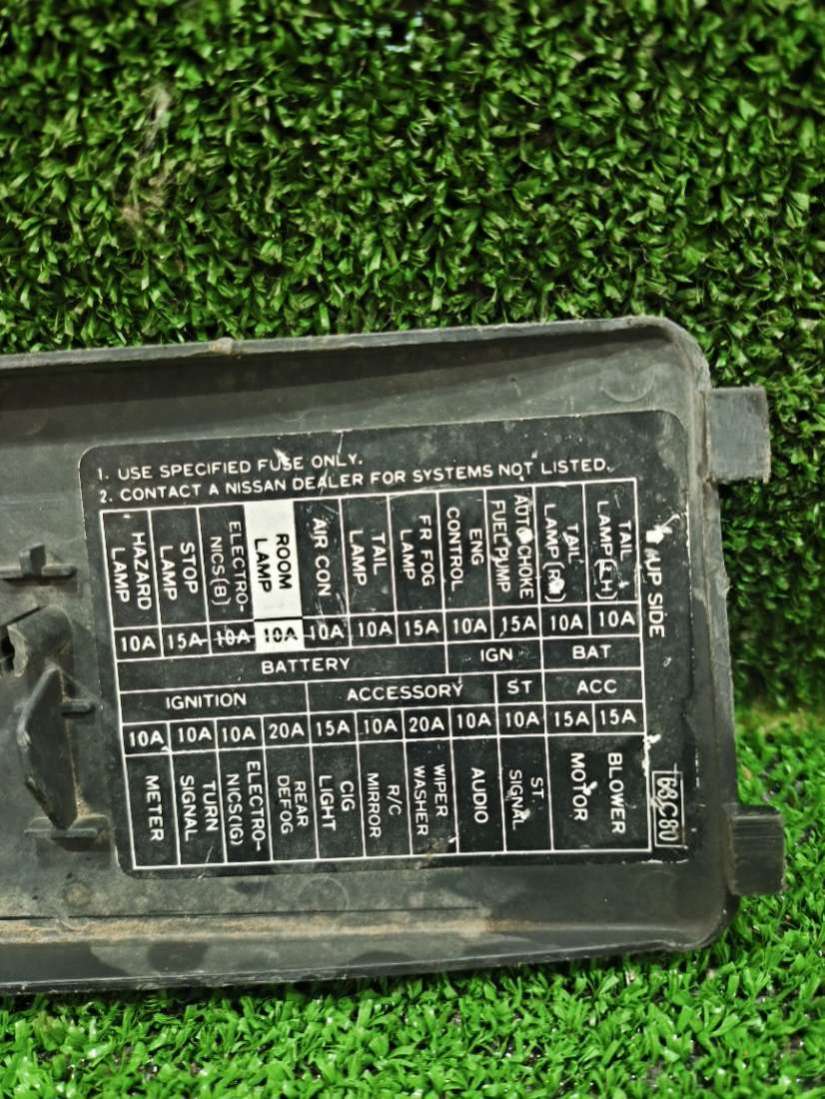 1. USE SPECIFIED FUSE ONLY.
2. CONTACT A NISSAN DEALER FOR SYSTEMS NOT LISTED.
HAZARD
LAMP
STOP
LAMP
ELECTRO-
NICS(B)
ROOM
LAMP
AIR CON
TAIL
LAMP
FR FOG
LAMP
ENG
CONTROL
AUTO CHOKE
FUEL PUMP
TAIL
LAMP(RH)
TAIL
LAMP(LH)
UP SIDE
10A 15A 10A 10A 10A 10A 15A 10A 15A 10A 10A
BATTERY IGN BAT
IGNITION ACCESSORY ST ACC
10A 10A 10A 20A 15A 10A 20A 10A 10A 15A 15A
METER
TURN
SIGNAL
ELECTRO-
NICS(IG)
REAR
DEFOG
CIG
LIGHT
R/C
MIRROR
WIPER
WASHER
AUDIO
ST
SIGNAL
BLOWER
MOTOR